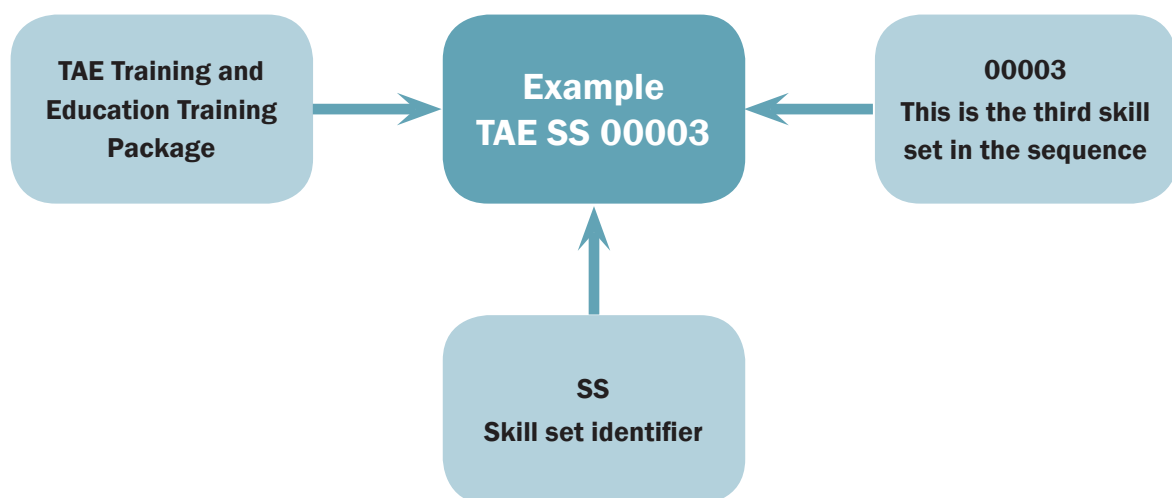 TAE Training and
Education Training
Package
Example
TAE SS 00003
00003
This is the third skill
set in the sequence
SS
Skill set identifier